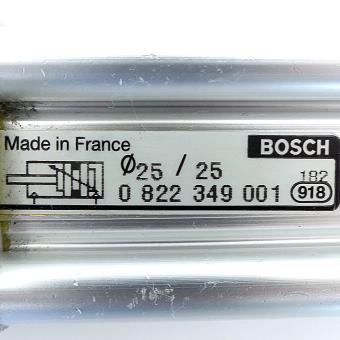 Made in France
BOSCH
Ø25 / 25
182
0 822 349 001 918